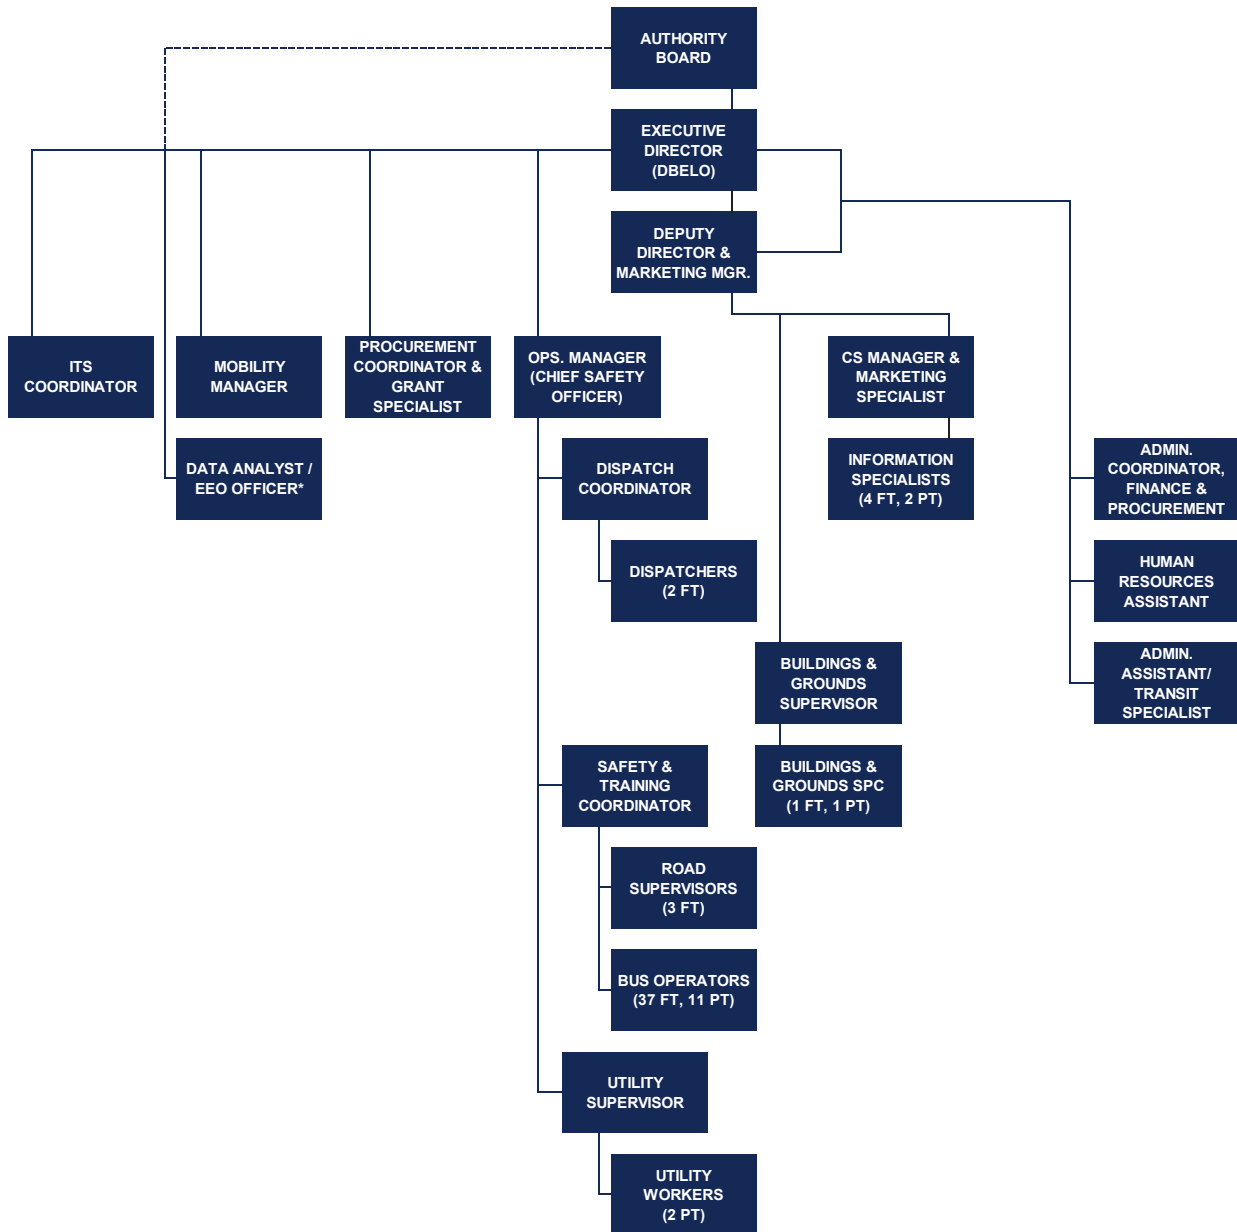 AUTHORITY
BOARD
EXECUTIVE
DIRECTOR
(DBELO)
DEPUTY
DIRECTOR &
MARKETING MGR.
ITS
COORDINATOR
MOBILITY
MANAGER
PROCUREMENT
COORDINATOR &
GRANT
SPECIALIST
OPS. MANAGER
(CHIEF SAFETY
OFFICER)
CS MANAGER &
MARKETING
SPECIALIST
DATA ANALYST /
EEO OFFICER*
DISPATCH
COORDINATOR
INFORMATION
SPECIALISTS
(4 FT, 2 PT)
ADMIN.
COORDINATOR,
FINANCE &
PROCUREMENT
DISPATCHERS
(2 FT)
HUMAN
RESOURCES
ASSISTANT
BUILDINGS &
GROUNDS
SUPERVISOR
ADMIN.
ASSISTANT/
TRANSIT
SPECIALIST
SAFETY &
TRAINING
COORDINATOR
BUILDINGS &
GROUNDS SPC
(1 FT, 1 PT)
ROAD
SUPERVISORS
(3 FT)
BUS OPERATORS
(37 FT, 11 PT)
UTILITY
SUPERVISOR
UTILITY
WORKERS
(2 PT)